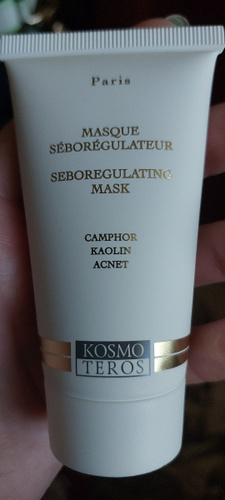 Paris
MASQUE
SÉBORÉGULATEUR
SEBOREGULATING
MASK
CAMPHOR
KAOLIN
ACNET
KOSMO
TEROS